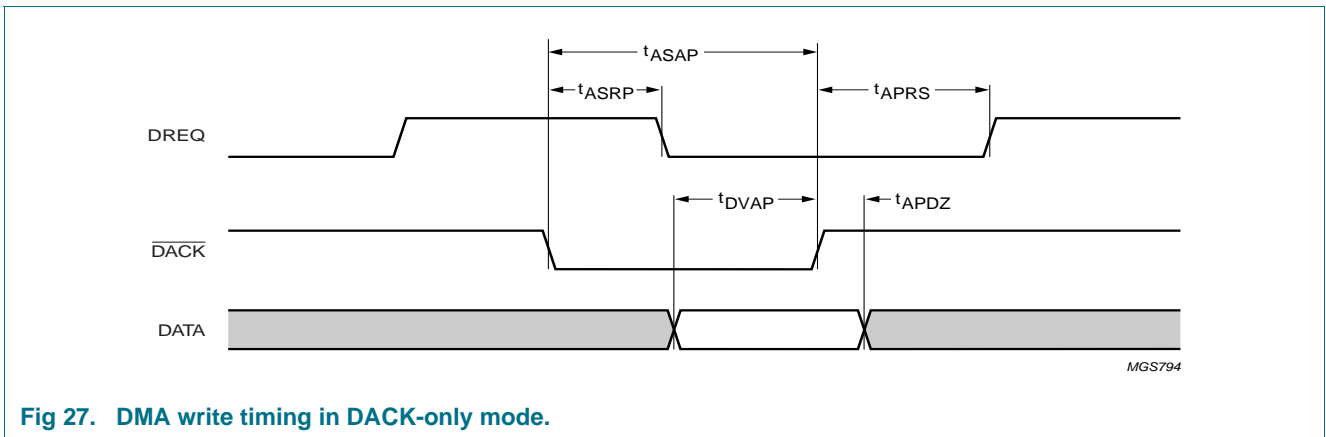 tASAP
tASRP
tAPRS
DREQ
tDVAP
tAPDZ
DACK
DATA
MGS794
Fig 27. DMA write timing in DACK-only mode.